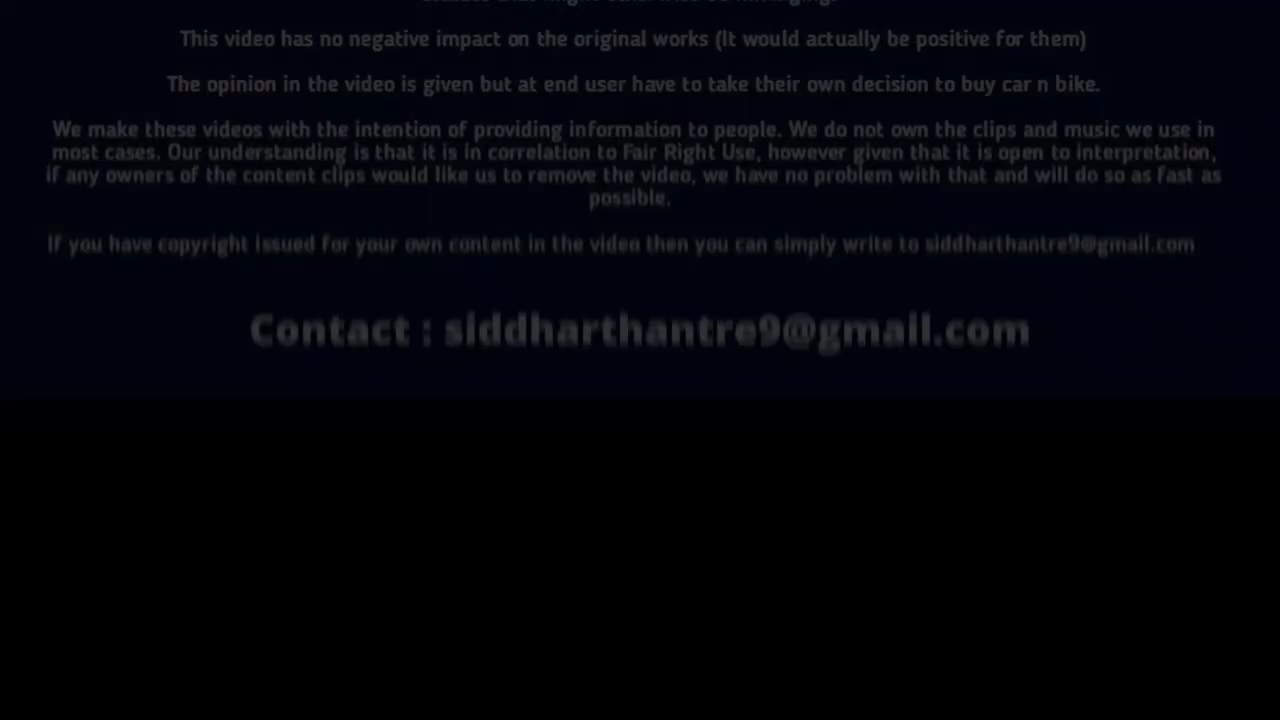 This video has no negative impact on the original works (It would actually be positive for them)
The opinion in the video is given but at end user have to take their own decision to buy car n bike.
We make these videos with the intention of providing information to people. We do not own the clips and music we use in
most cases. Our understanding is that it is in correlation to Fair Right Use, however given that it is open to interpretation,
if any owners of the content clips would like us to remove the video, we have no problem with that and will do so as fast as
possible.
If you have copyright issued for your own content in the video then you can simply write to siddharthantre9@gmail.com
Contact : siddharthantre9@gmail.com